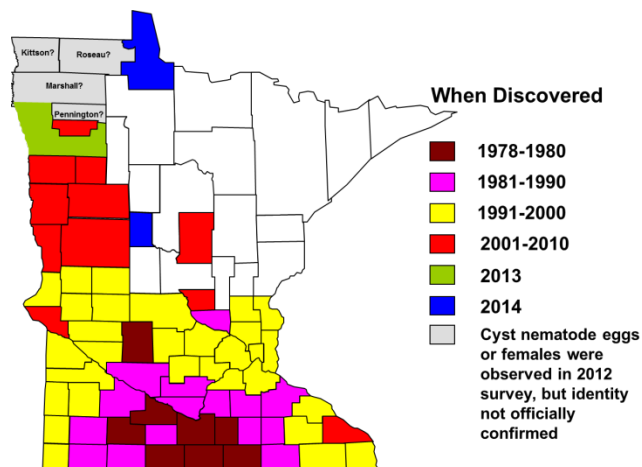 Kittson?
Roseau?
Marshall?
Pennington?
When Discovered
1978-1980
1981-1990
1991-2000
2001-2010
2013
2014
Cyst nematode eggs
or females were
observed in 2012
survey, but identity
not officially
confirmed